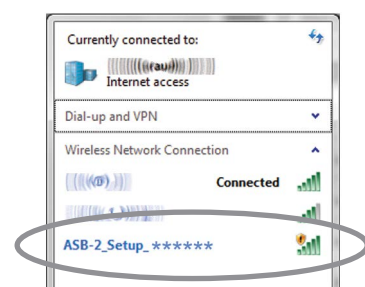 Currently connected to:
Internet access
Dial-up and VPN
Wireless Network Connection
Connected
ASB-2_Setup_******